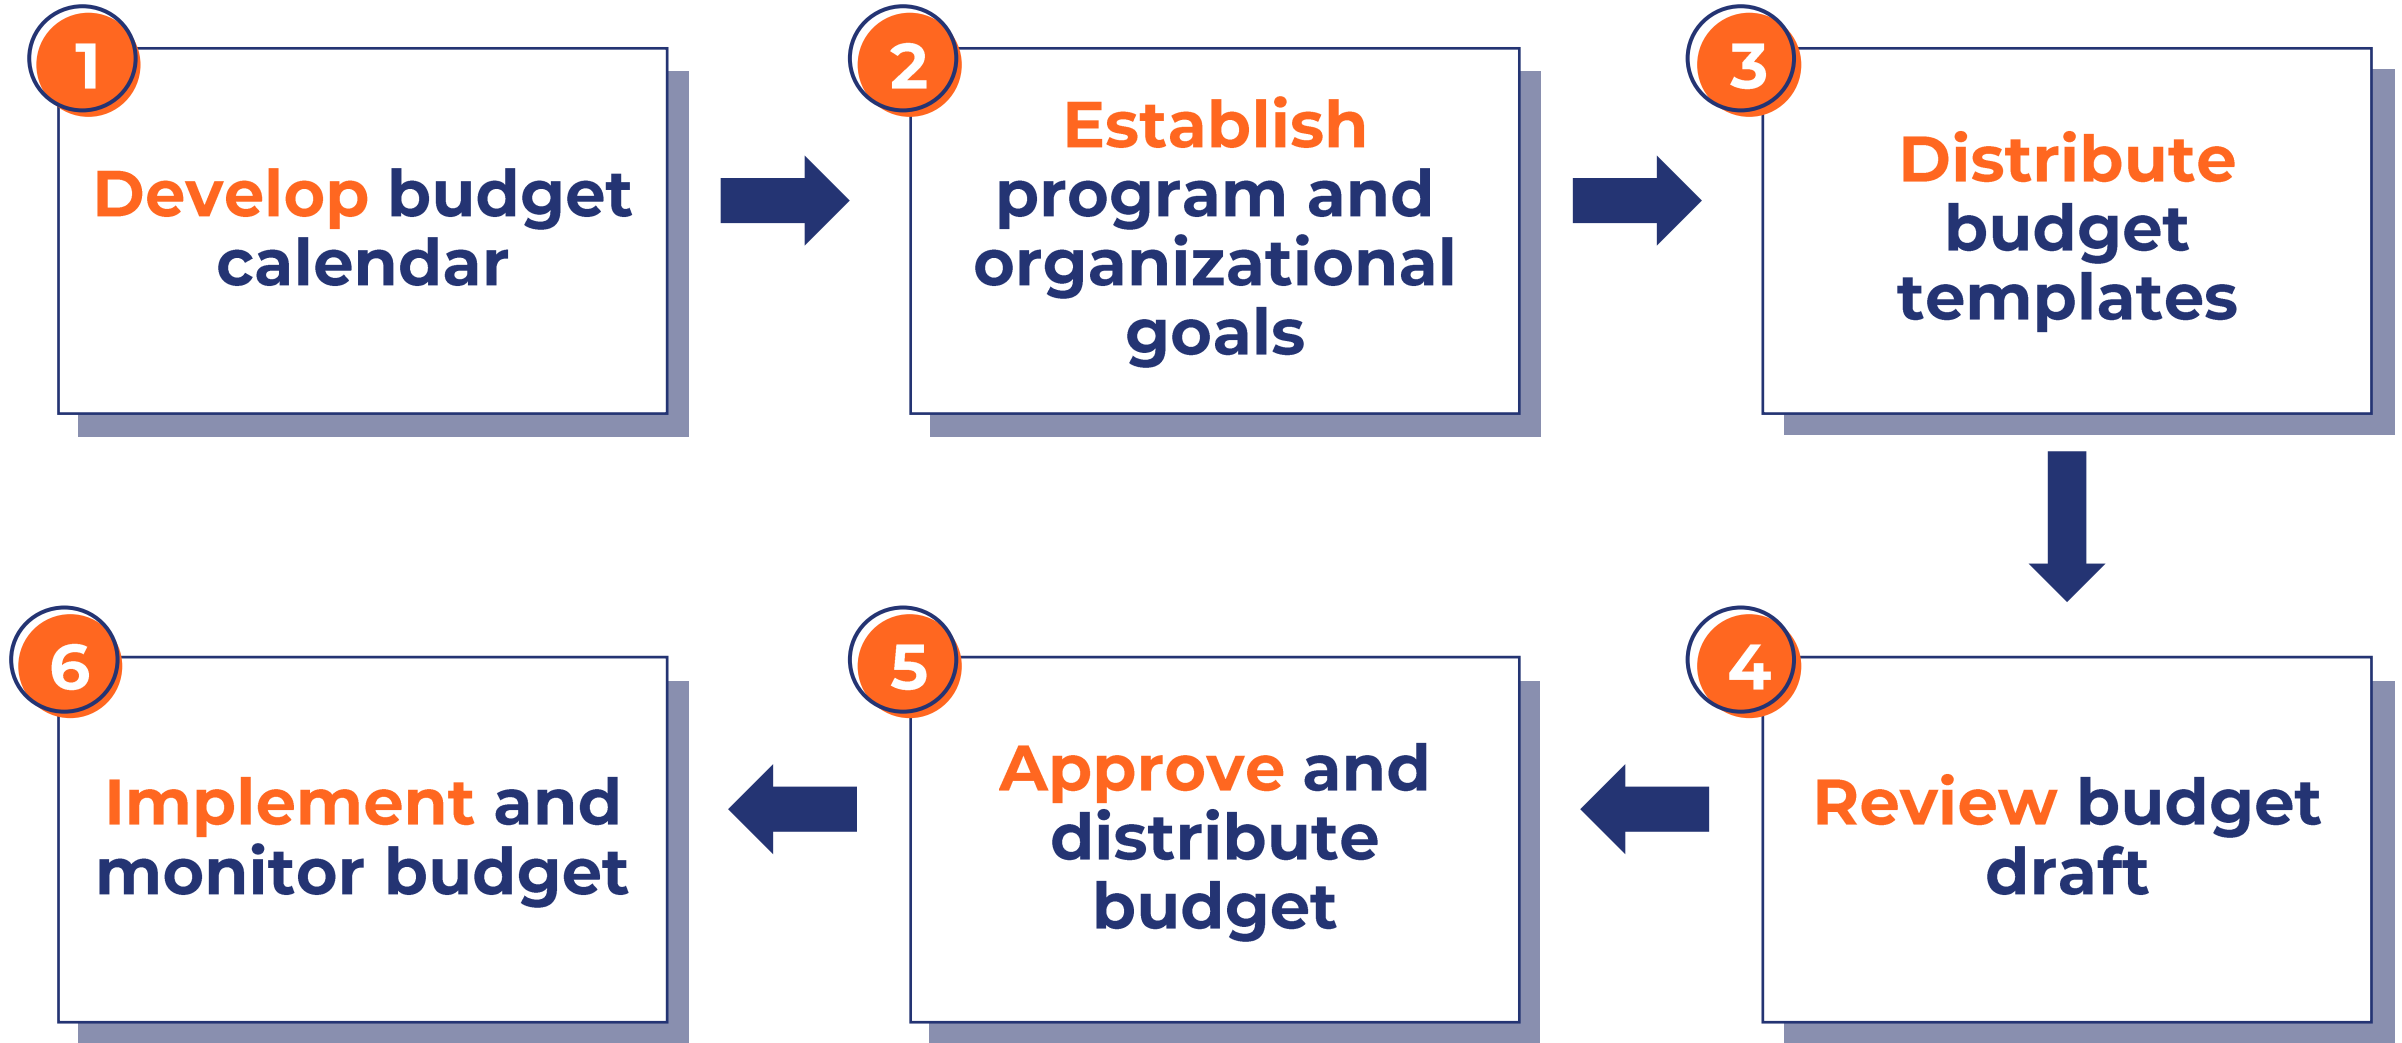 1
Develop budget
calendar
2
Establish
program and
organizational
goals
3
Distribute
budget
templates
4
Review budget
draft
5
Approve and
distribute
budget
6
Implement and
monitor budget